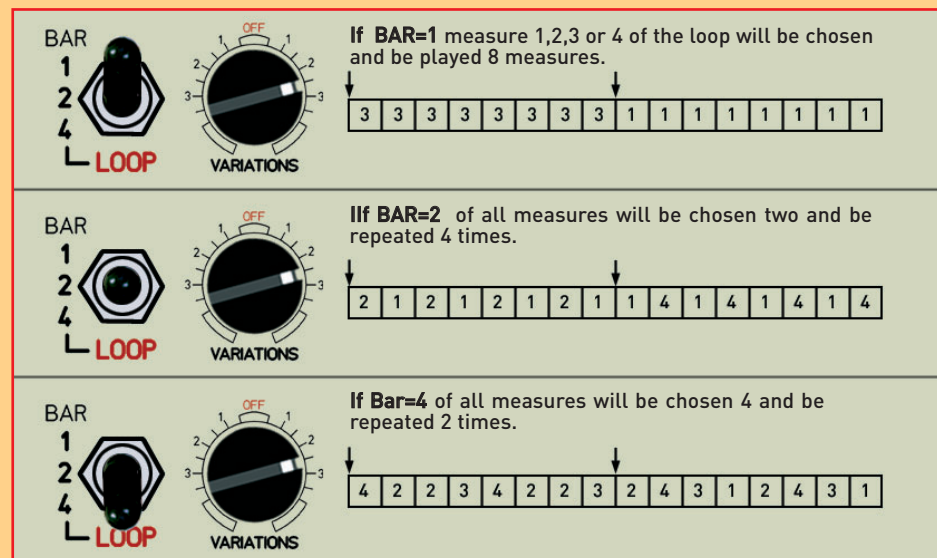 BAR
1
2
4
LOOP
OFF
1 1
2 2
3 3
VARIATIONS
If BAR=1 measure 1,2,3 or 4 of the loop will be chosen
and be played 8 measures.
3 3 3 3 3 3 3 3 1 1 1 1 1 1 1 1
BAR
1
2
4
LOOP
OFF
1 1
2 2
3 3
VARIATIONS
IIf BAR=2 of all measures will be chosen two and be
repeated 4 times.
2 1 2 1 2 1 2 1 1 4 1 4 1 4 1 4
BAR
1
2
4
LOOP
OFF
1 1
2 2
3 3
VARIATIONS
If Bar=4 of all measures will be chosen 4 and be
repeated 2 times.
4 2 2 3 4 2 2 3 2 4 3 1 2 4 3 1